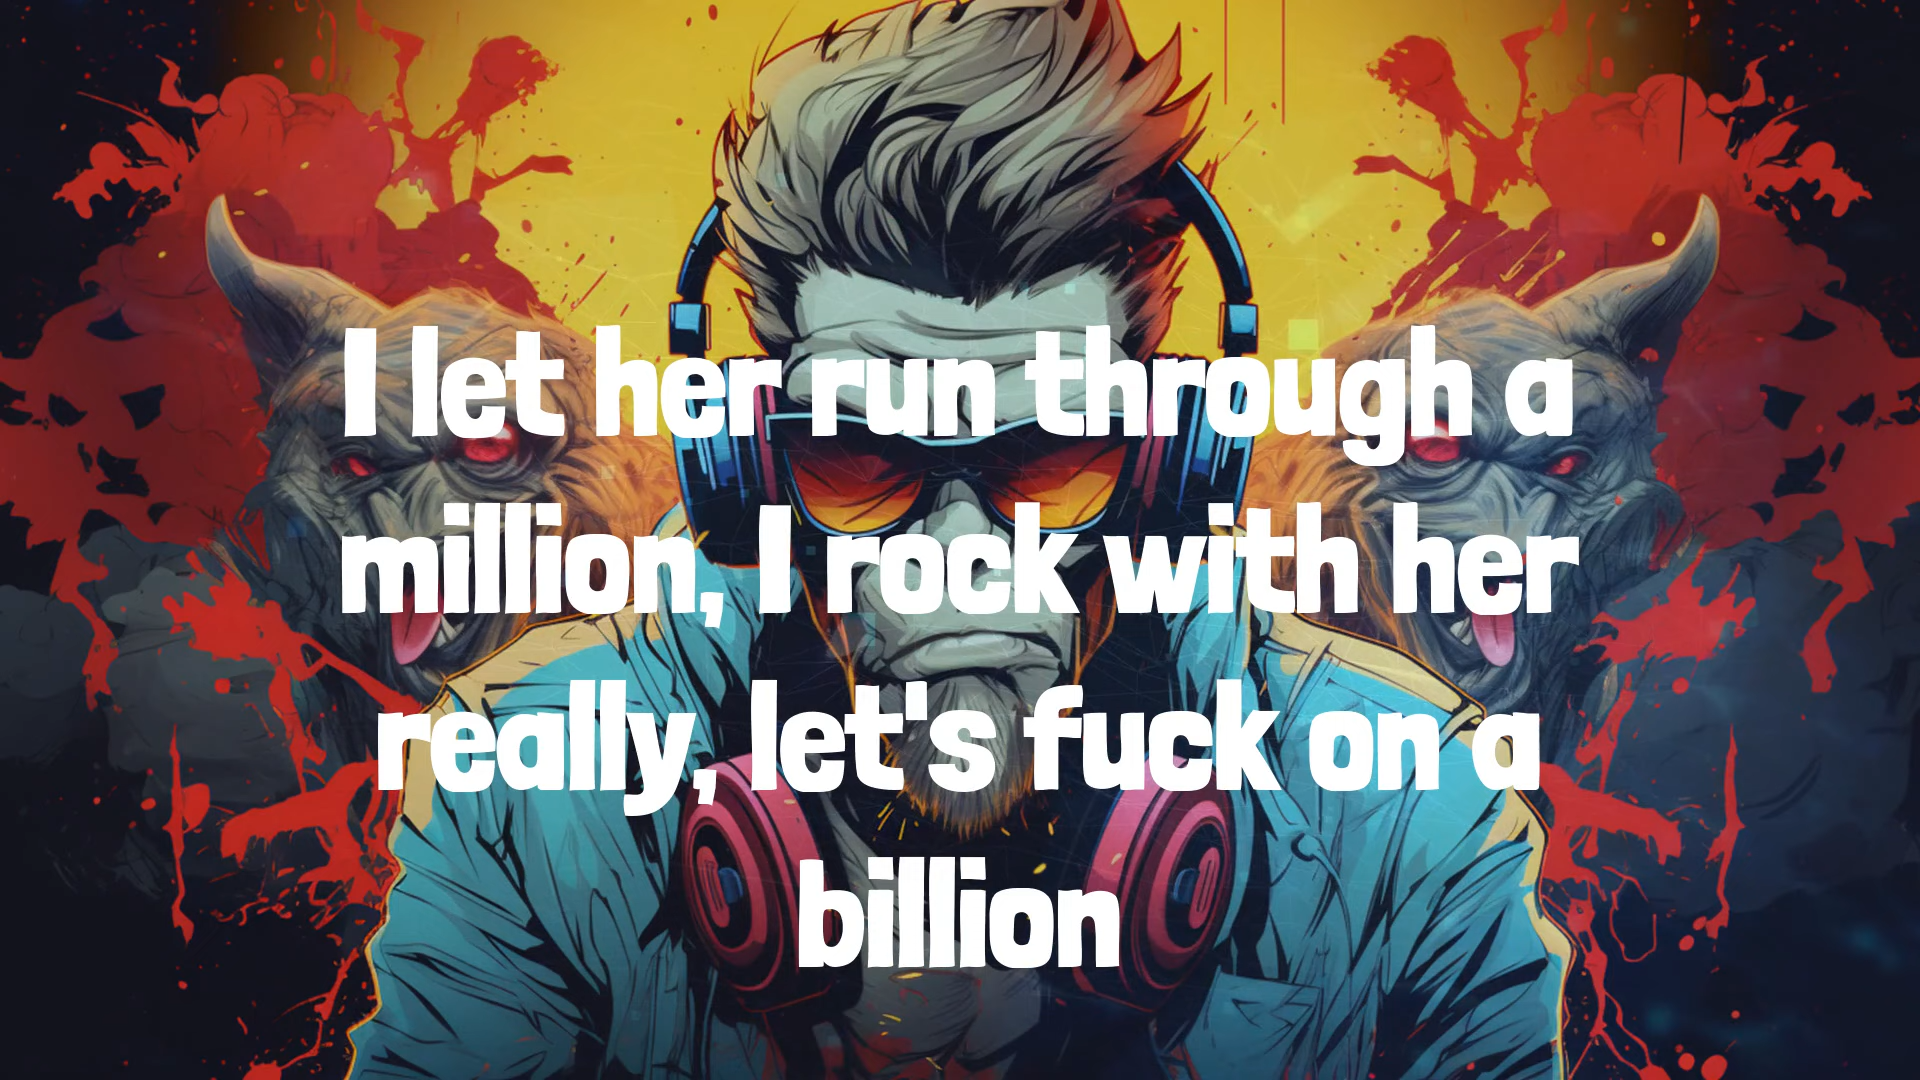 I let her run through a
million, I rock with her
really, let's fuck on a
billion